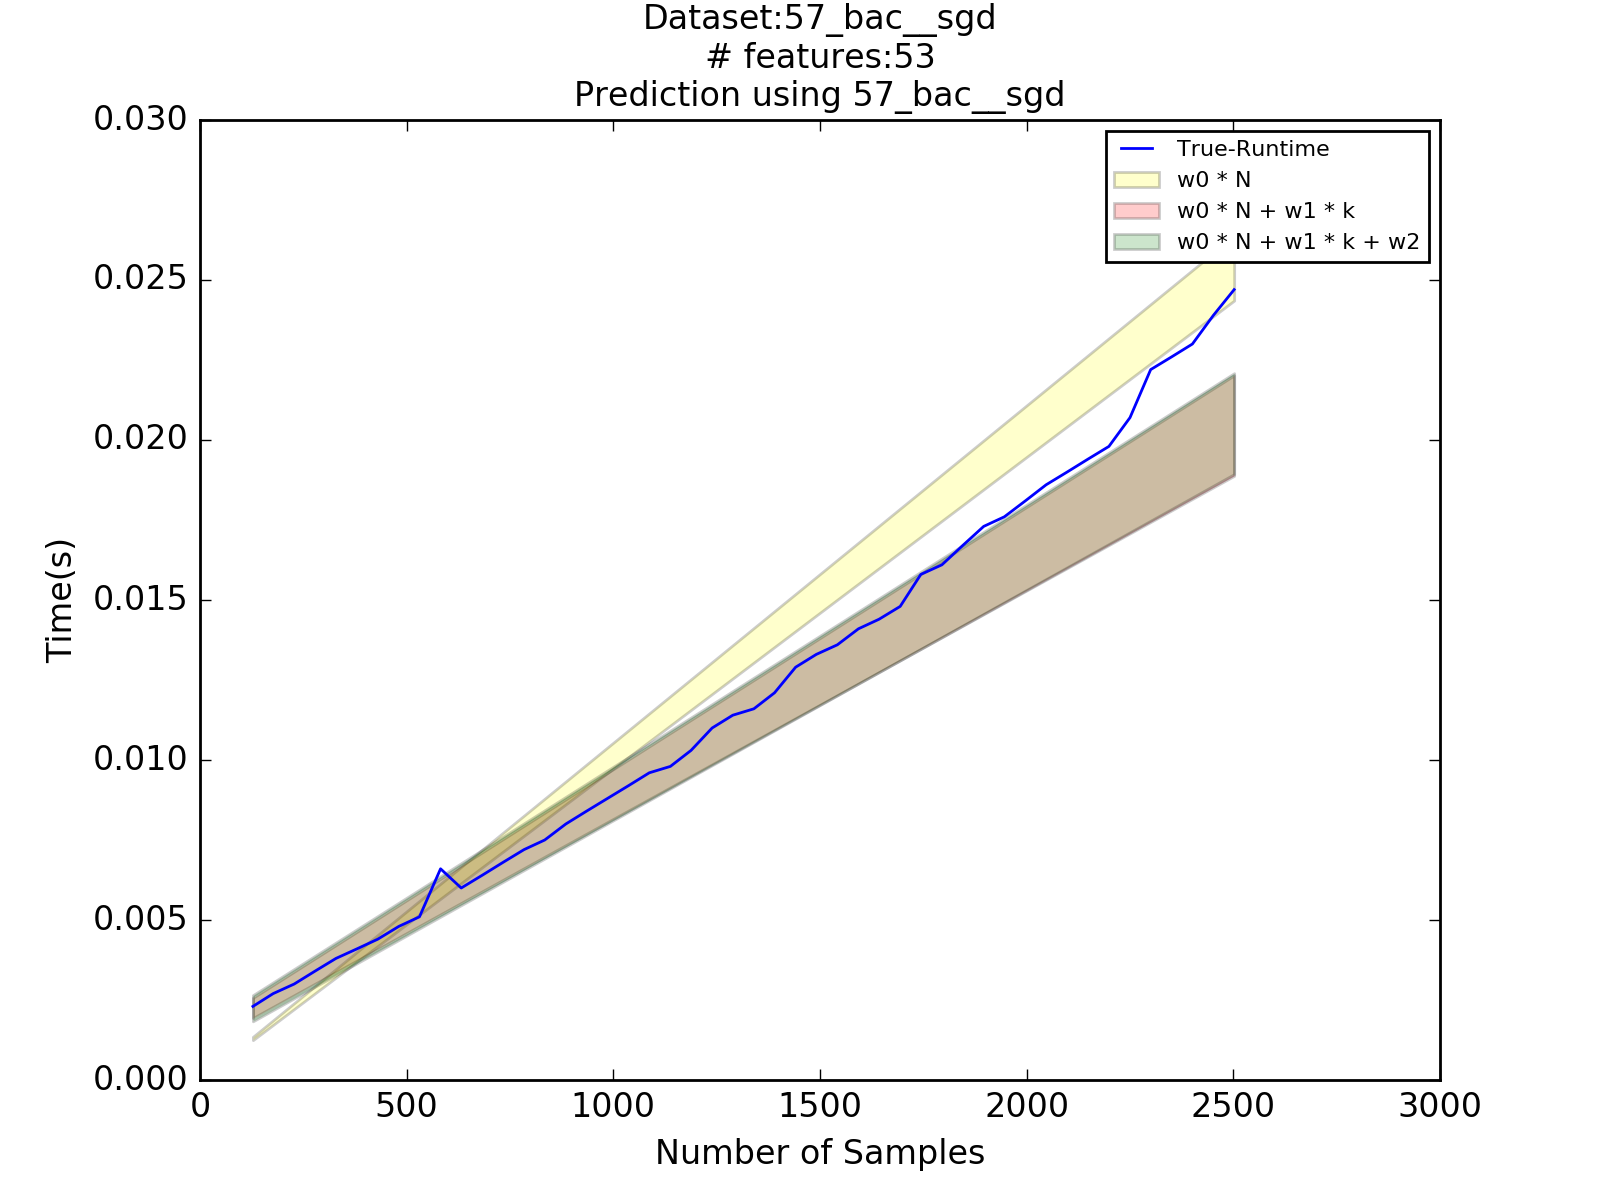 Dataset:57_bac__sgd
# features:53
Prediction using 57_bac__sgd
0.030
0.025
0.020
0.015
0.010
0.005
0.000
Time(s)
True-Runtime
w0 * N
w0 * N + w1 * k
w0 * N + w1 * k + w2
0 500 1000 1500 2000 2500 3000
Number of Samples